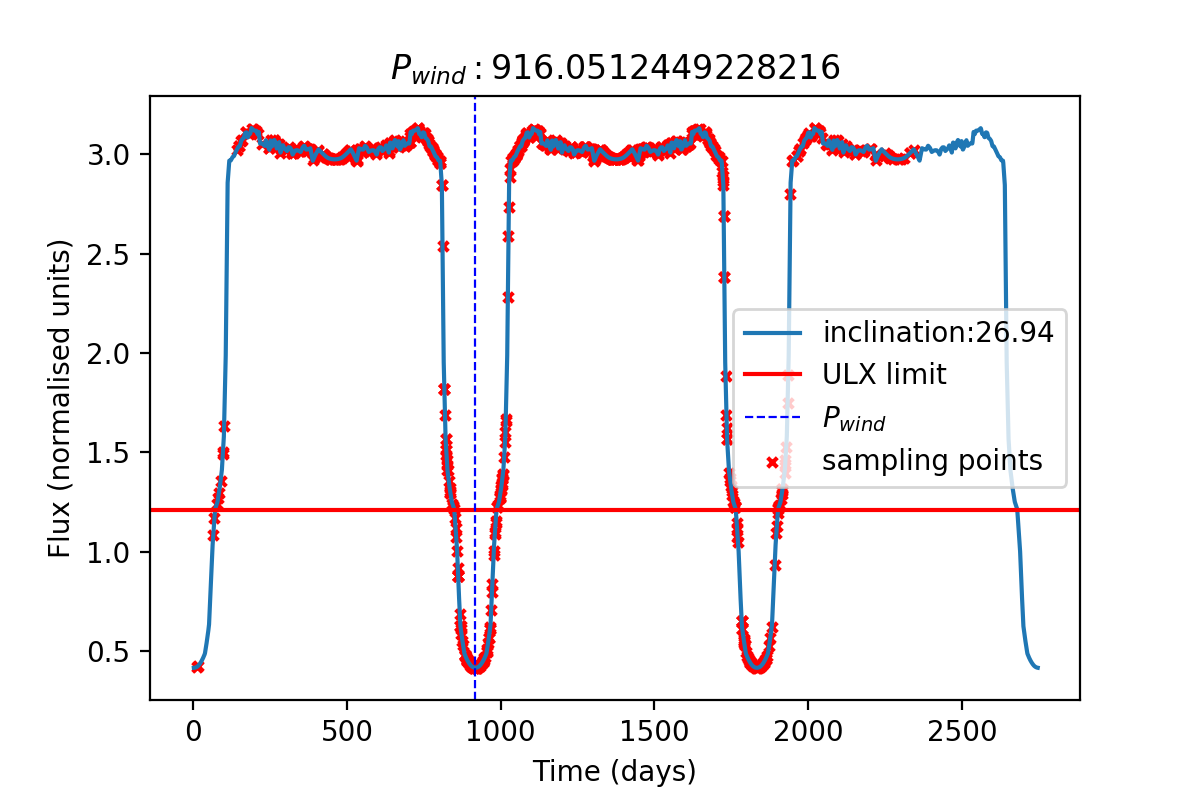 P_wind : 916.0512449228216
Flux (normalised units)
3.0
2.5
2.0
1.5
1.0
0.5
inclination:26.94
ULX limit
P_wind
sampling points
0 500 1000 1500 2000 2500
Time (days)